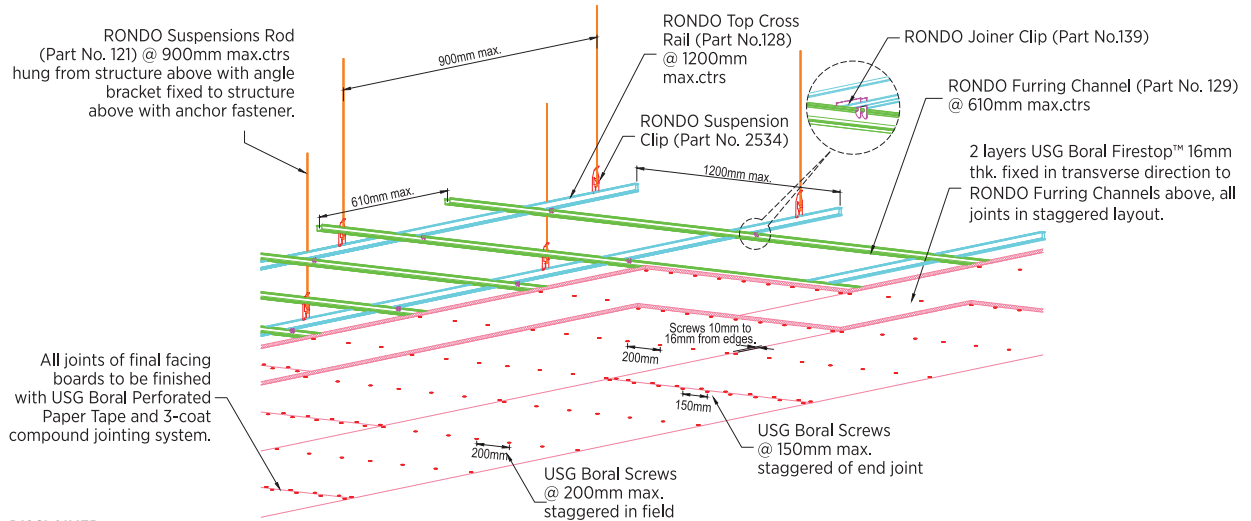 RONDO Suspensions Rod
(Part No. 121) @ 900mm max.ctrs
hung from structure above with angle
bracket fixed to structure
above with anchor fastener.
900mm max.
RONDO Top Cross
Rail (Part No.128)
@ 1200mm
max.ctrs
RONDO Suspension
Clip (Part No. 2534)
RONDO Joiner Clip (Part No.139)
RONDO Furring Channel (Part No. 129)
@ 610mm max.ctrs
2 layers USG Boral Firestop™ 16mm
thk. fixed in transverse direction to
RONDO Furring Channels above, all
joints in staggered layout.
610mm max.
1200mm max.
Screws 10mm to
16mm from edges.
200mm
150mm
200mm
All joints of final facing
boards to be finished
with USG Boral Perforated
Paper Tape and 3-coat
compound jointing system.
USG Boral Screws
@ 150mm max.
staggered of end joint
USG Boral Screws
@ 200mm max.
staggered in field